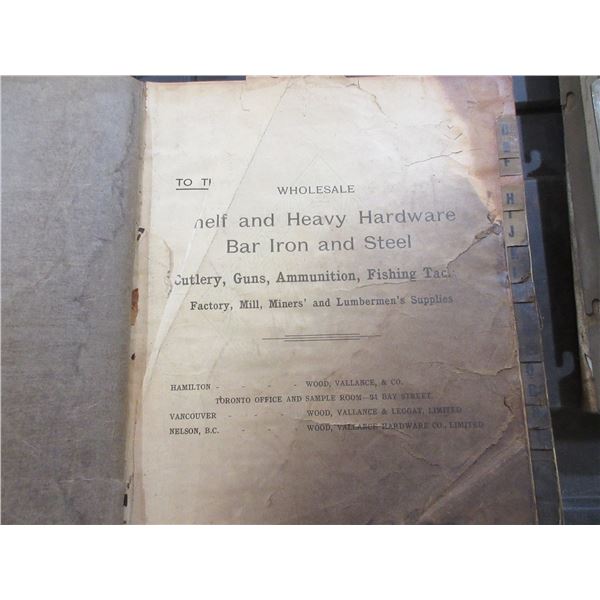 TO TH
WHOLESALE
helf and Heavy Hardware
Bar Iron and Steel
Cutlery, Guns, Ammunition, Fishing Tack
Factory, Mill, Miners' and Lumbermen's Supplies
HAMILTON - - - - - WOOD, VALLANCE, & CO.
TORONTO OFFICE AND SAMPLE ROOM—94 BAY STREET.
VANCOUVER - - - - - WOOD, VALLANCE & LEGGAT, LIMITED
NELSON, B.C. - - - - WOOD, VALLANCE HARDWARE CO., LIMITED
F
H
I
J